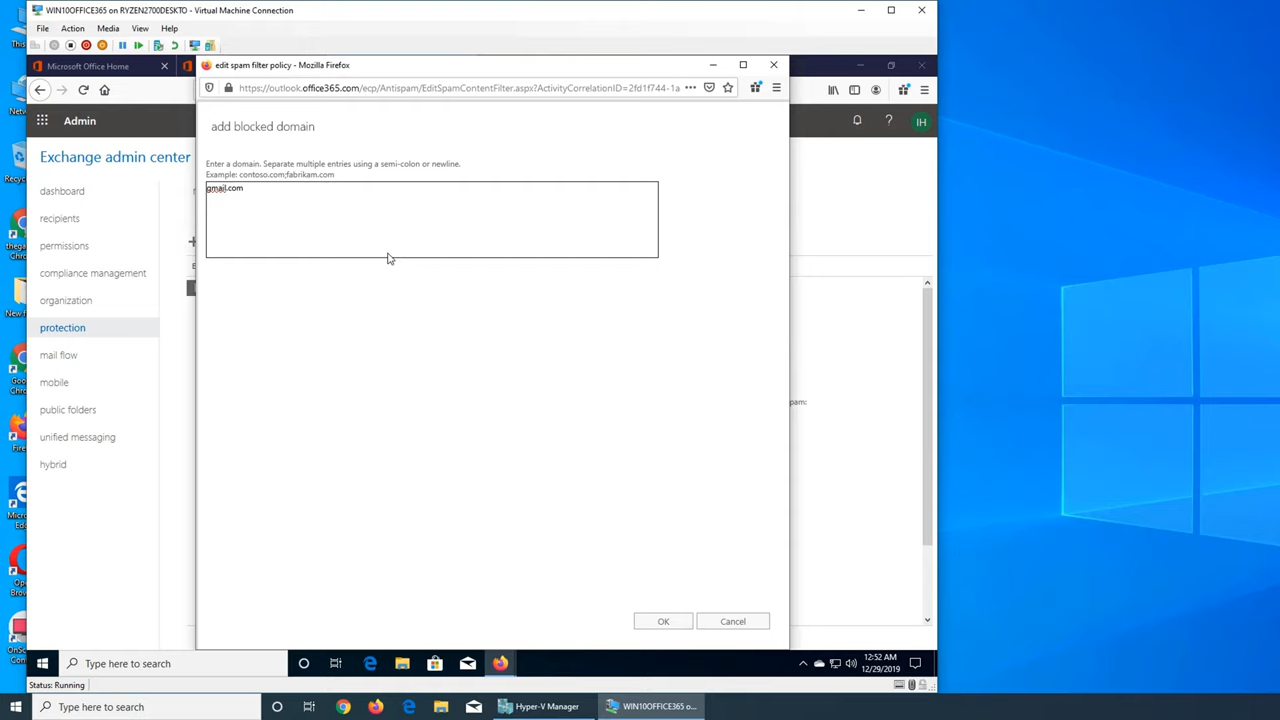 WIN10OFFICE365 on RYZEN2700DESKTO - Virtual Machine Connection
File Action Media View Help
Microsoft Office Home
edit spam filter policy - Mozilla Firefox
https://outlook.office365.com/ecp/Antispam/EditSpamContentFilter.aspx?ActivityCorrelationID=2fd1f744-1a
Admin
IH
add blocked domain
Exchange admin center
Enter a domain. Separate multiple entries using a semi-colon or newline.
Example: contoso.com;fabrikam.com
gmail.com
dashboard
recipients
permissions
compliance management
organization
protection
mail flow
mobile
public folders
unified messaging
hybrid
spam:
OK Cancel
Type here to search
12:52 AM
12/29/2019
Status: Running
Type here to search
Hyper-V Manager
WIN10OFFICE365 o...